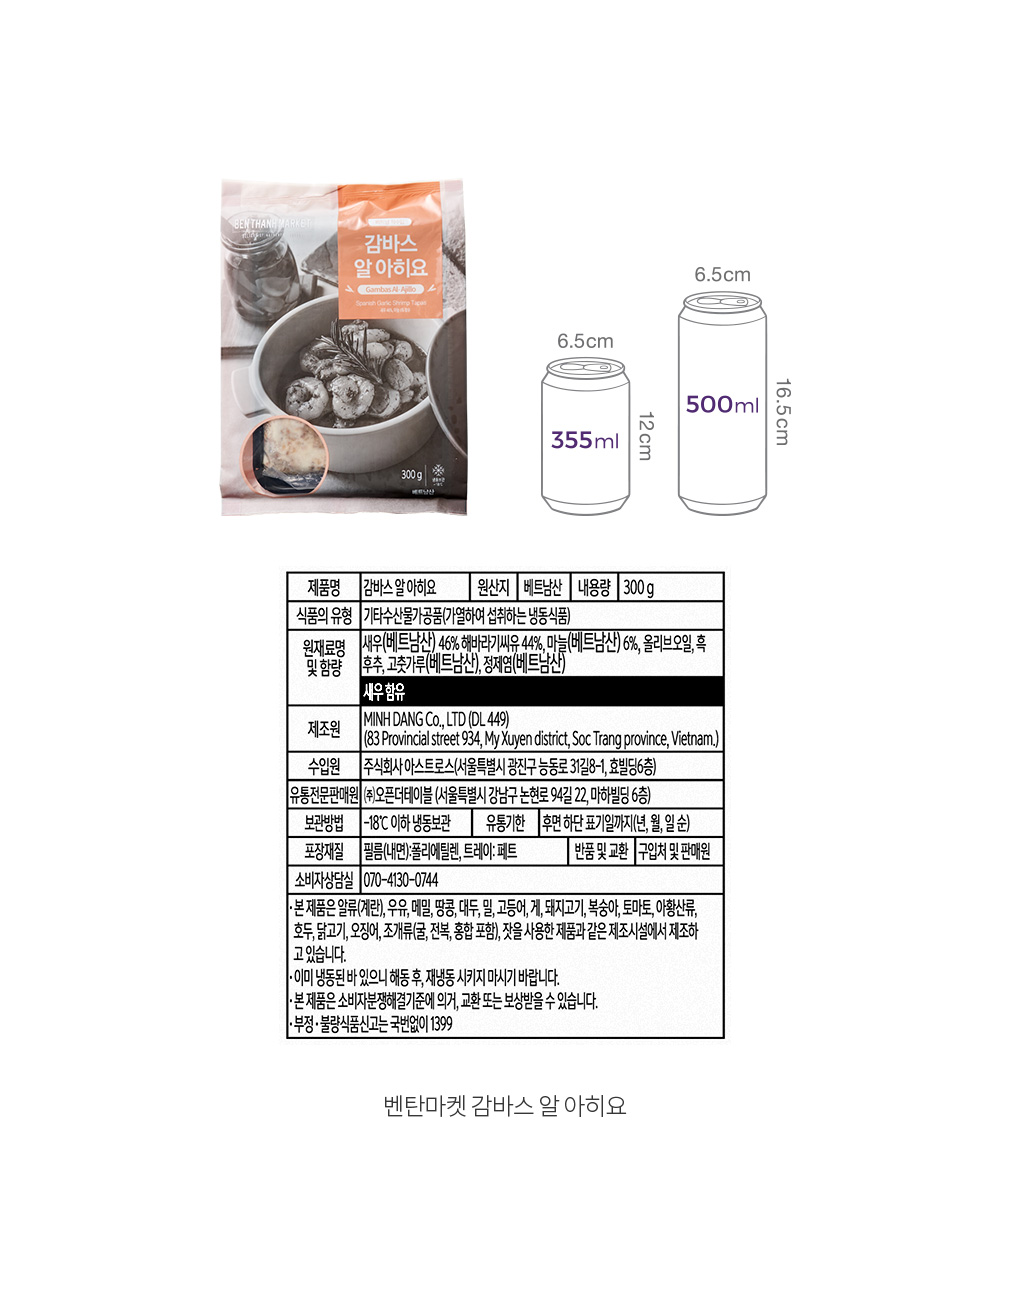 BEN THANH MARKET
감바스
알 아히요
Gambas Al Ajillo
Spanish Garlic Shrimp Tapas
300 g
냉동보관
-18℃
베트남산
6.5cm
355ml
12cm
6.5cm
500ml
16.5cm
제품명 감바스 알 아히요 원산지 베트남산 내용량 300 g
식품의 유형 기타수산물가공품(가열하여 섭취하는 냉동식품)
원재료명 및 함량 새우(베트남산) 46% 해바라기씨유 44%, 마늘(베트남산) 6%, 올리브오일, 흑
후추, 고춧가루(베트남산), 정제염(베트남산)
새우 함유
제조원 MINH DANG Co., LTD (DL 449)
(83 Provincial street 934, My Xuyen district, Soc Trang province, Vietnam.)
수입원 주식회사 아스트로스(서울특별시 광진구 능동로 31길8-1, 효빌딩6층)
유통전문판매원 ㈜오픈더테이블 (서울특별시 강남구 논현로 94길 22, 마하빌딩 6층)
보관방법 -18℃ 이하 냉동보관 유통기한 후면 하단 표기일까지(년, 월, 일 순)
포장재질 필름(내면):폴리에틸렌, 트레이: 페트 반품 및 교환 구입처 및 판매원
소비자상담실 070-4130-0744
·본 제품은 알류(계란), 우유, 메밀, 땅콩, 대두, 밀, 고등어, 게, 돼지고기, 복숭아, 토마토, 아황산류,
호두, 닭고기, 오징어, 조개류(굴, 전복, 홍합 포함), 잣을 사용한 제품과 같은 제조시설에서 제조하
고 있습니다.
·이미 냉동된 바 있으니 해동 후, 재냉동 시키지 마시기 바랍니다.
·본 제품은 소비자분쟁해결기준에 의거, 교환 또는 보상받을 수 있습니다.
·부정·불량식품신고는 국번없이 1399
벤탄마켓 감바스 알 아히요